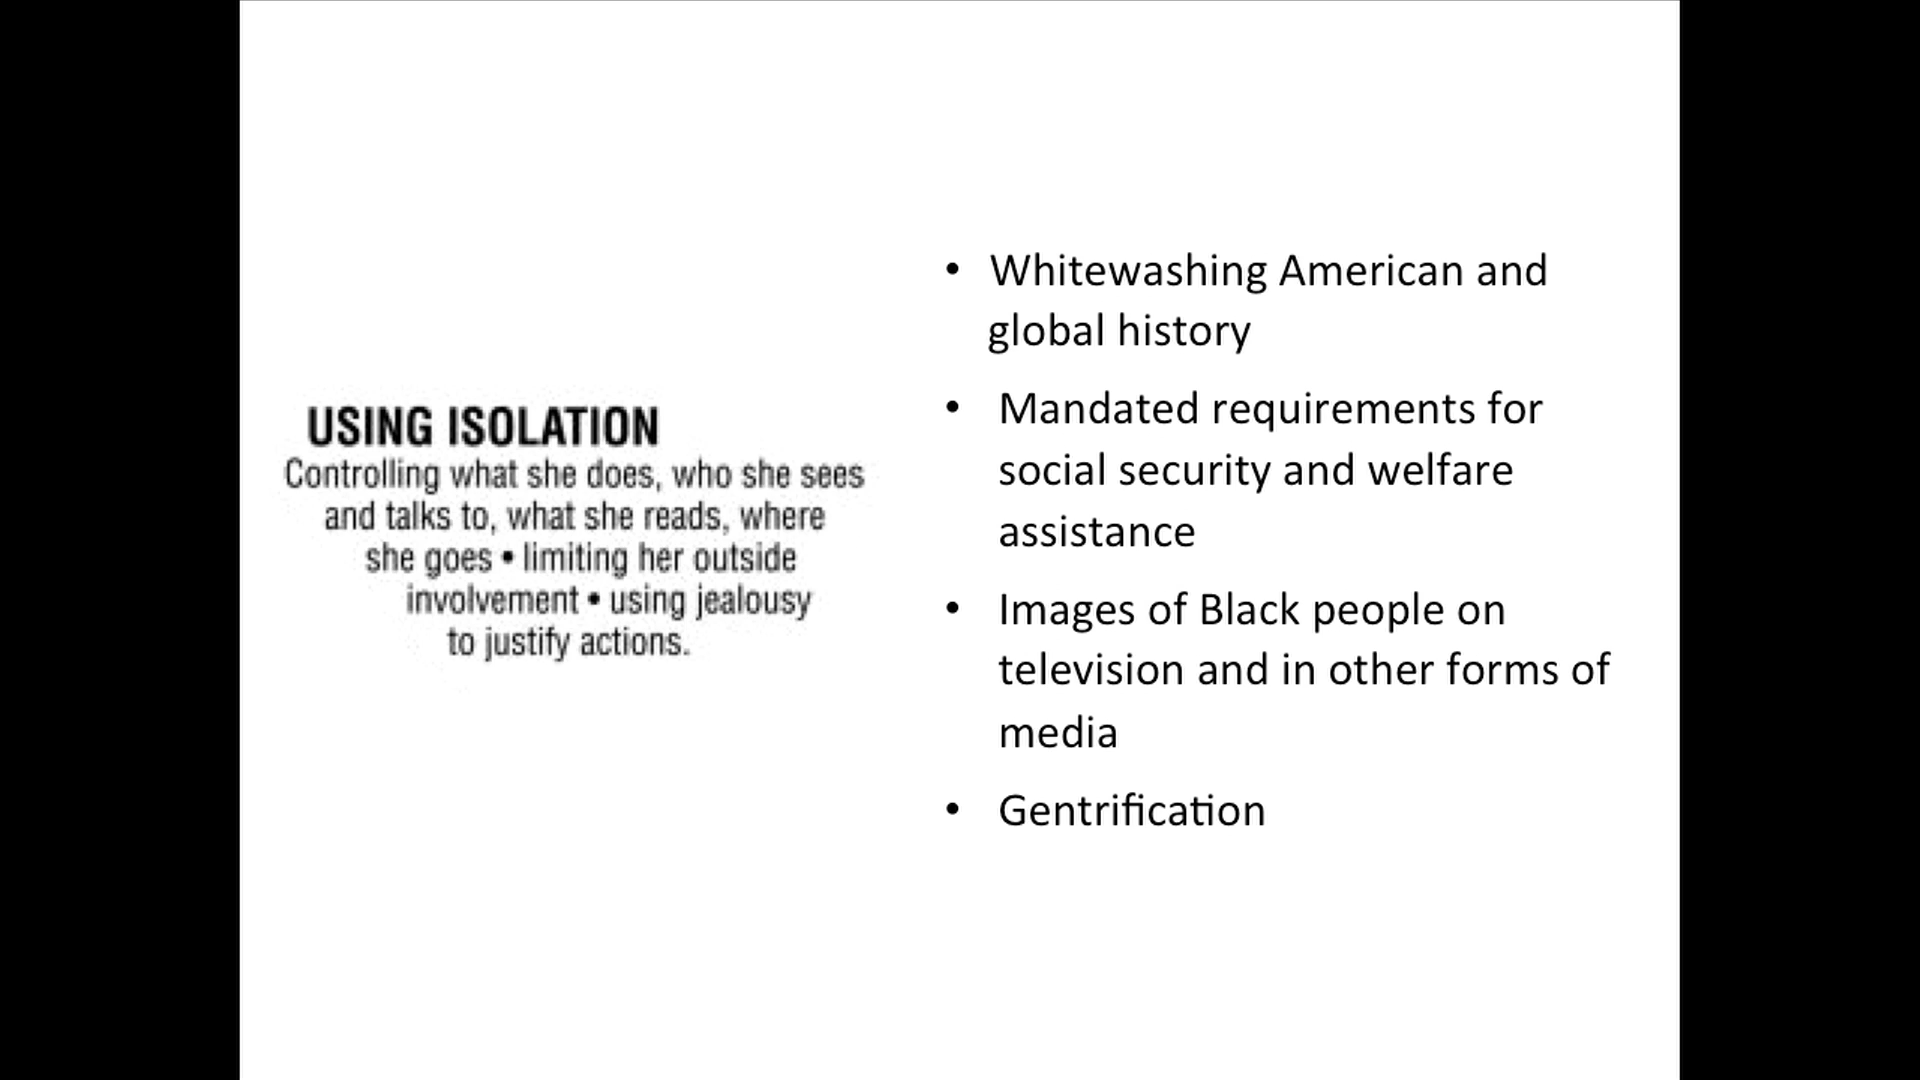 USING ISOLATION
Controlling what she does, who she sees
and talks to, what she reads, where
she goes • limiting her outside
involvement • using jealousy
to justify actions.
• Whitewashing American and
global history
• Mandated requirements for
social security and welfare
assistance
• Images of Black people on
television and in other forms of
media
• Gentrification